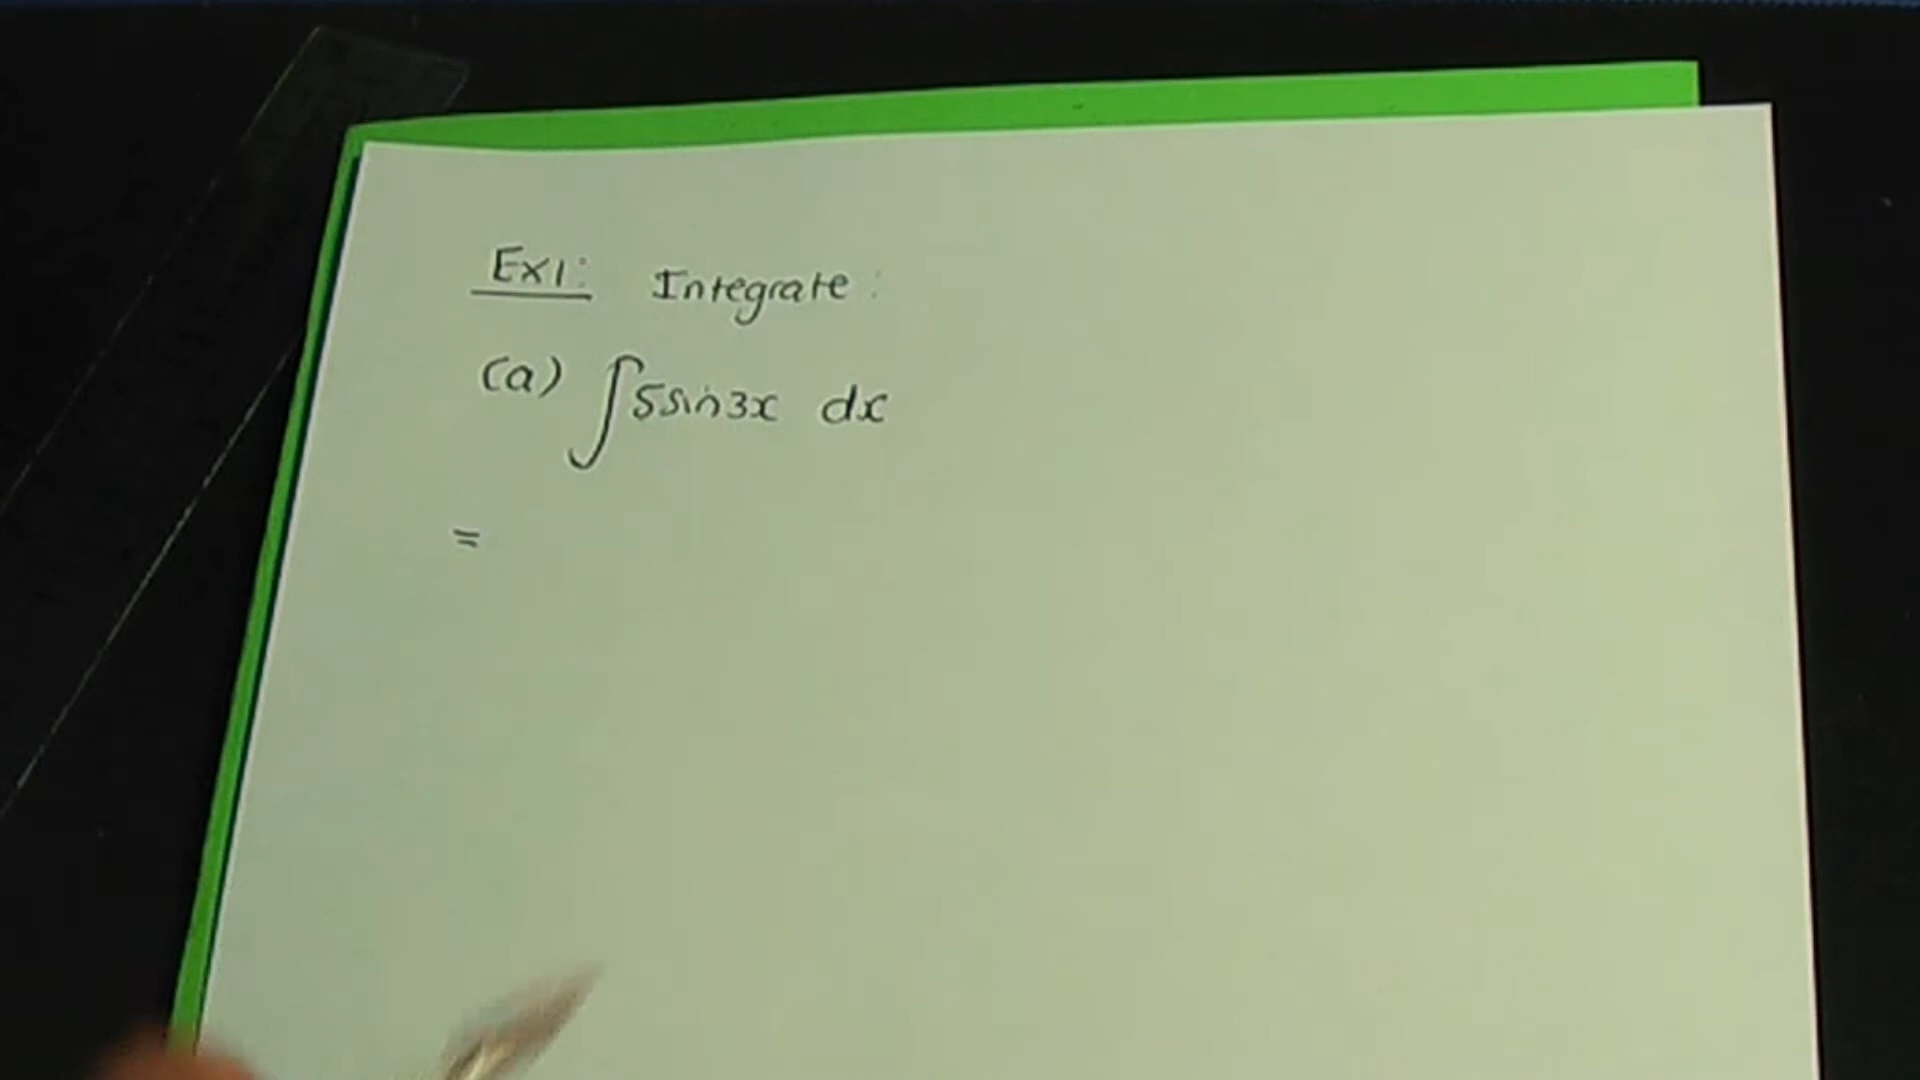 Ex1: Integrate:
(a) ∫5sin3x dx
=